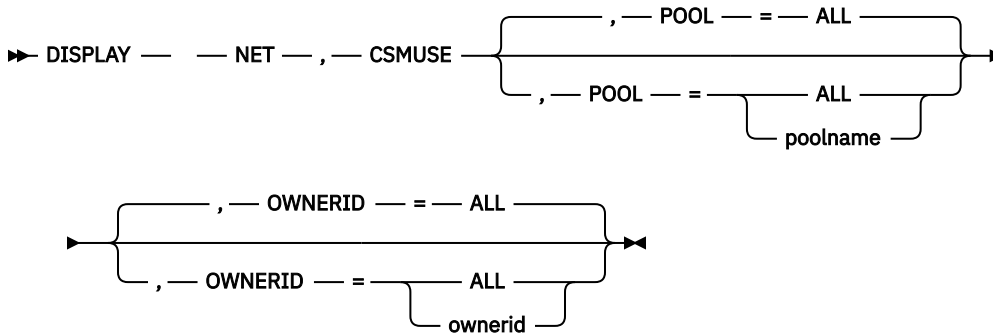 , POOL = ALL
DISPLAY NET , CSMUSE
, POOL = ALL
poolname
, OWNERID = ALL
, OWNERID = ALL
ownerid